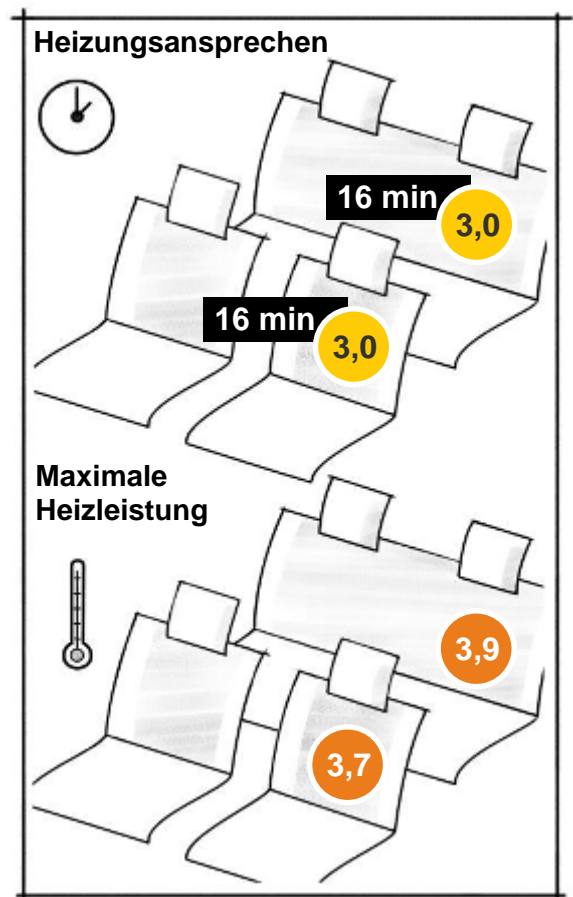 Heizungsansprechen
16 min
3,0
16 min
3,0
Maximale
Heizleistung
3,9
3,7